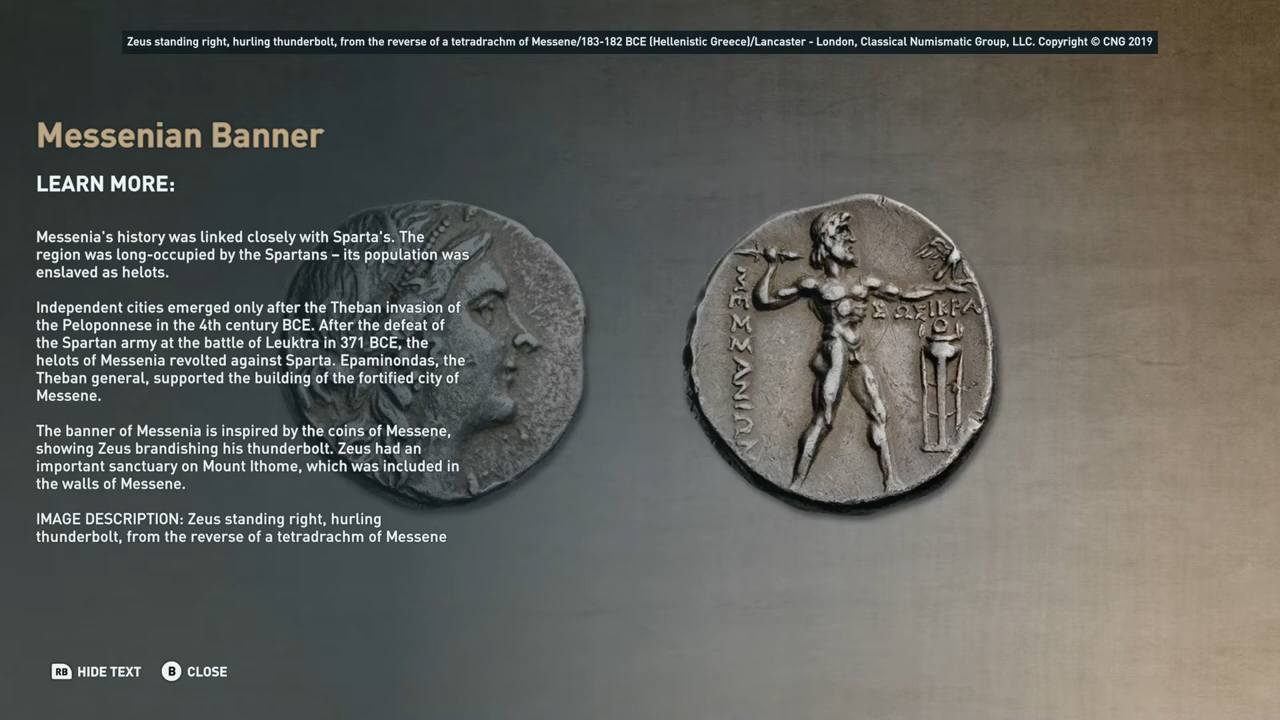 Zeus standing right, hurling thunderbolt, from the reverse of a tetradrachm of Messene/183-182 BCE (Hellenistic Greece)/Lancaster - London, Classical Numismatic Group, LLC. Copyright © CNG 2019
Messenian Banner
LEARN MORE:
Messenia's history was linked closely with Sparta's. The
region was long-occupied by the Spartans – its population was
enslaved as helots.
Independent cities emerged only after the Theban invasion of
the Peloponnese in the 4th century BCE. After the defeat of
the Spartan army at the battle of Leuktra in 371 BCE, the
helots of Messenia revolted against Sparta. Epaminondas, the
Theban general, supported the building of the fortified city of
Messene.
The banner of Messenia is inspired by the coins of Messene,
showing Zeus brandishing his thunderbolt. Zeus had an
important sanctuary on Mount Ithome, which was included in
the walls of Messene.
IMAGE DESCRIPTION: Zeus standing right, hurling
thunderbolt, from the reverse of a tetradrachm of Messene
ΜΕΣΣΑΝΙΩΝ
ΣΩΣΙΚΡΑ
RB HIDE TEXT
B CLOSE